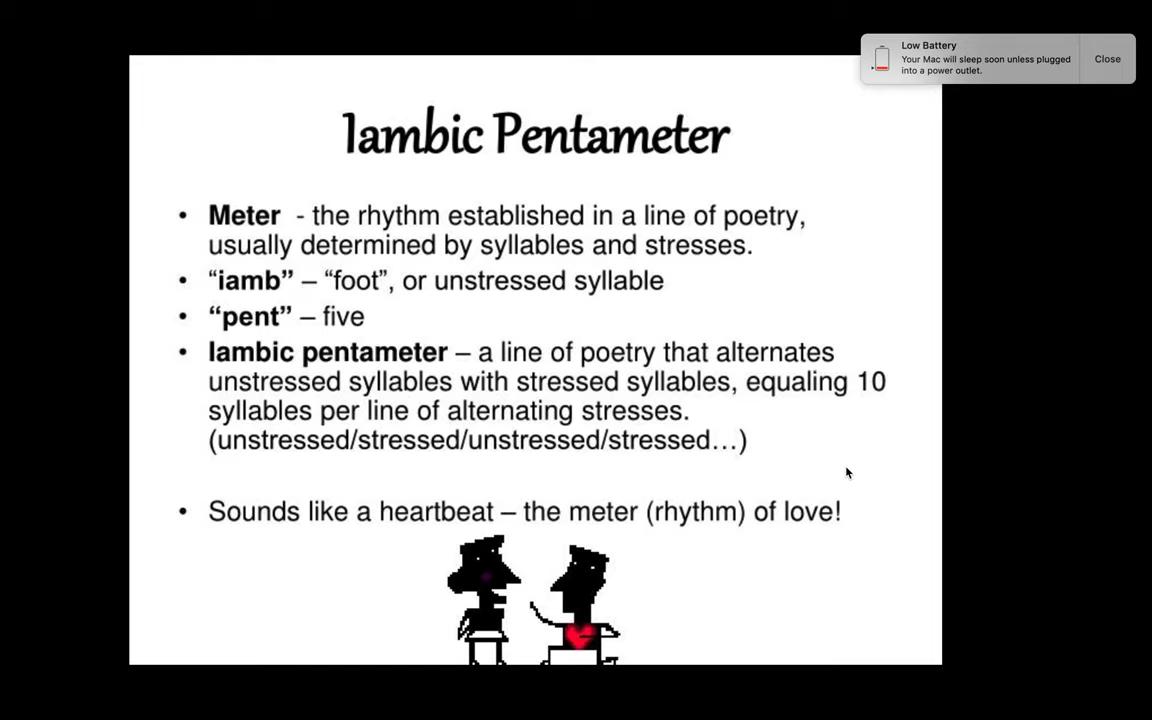 Low Battery
Your Mac will sleep soon unless plugged
into a power outlet.
Close
Iambic Pentameter
• Meter - the rhythm established in a line of poetry,
usually determined by syllables and stresses.
• “iamb” – “foot”, or unstressed syllable
• “pent” – five
• Iambic pentameter – a line of poetry that alternates
unstressed syllables with stressed syllables, equaling 10
syllables per line of alternating stresses.
(unstressed/stressed/unstressed/stressed…)
• Sounds like a heartbeat – the meter (rhythm) of love!